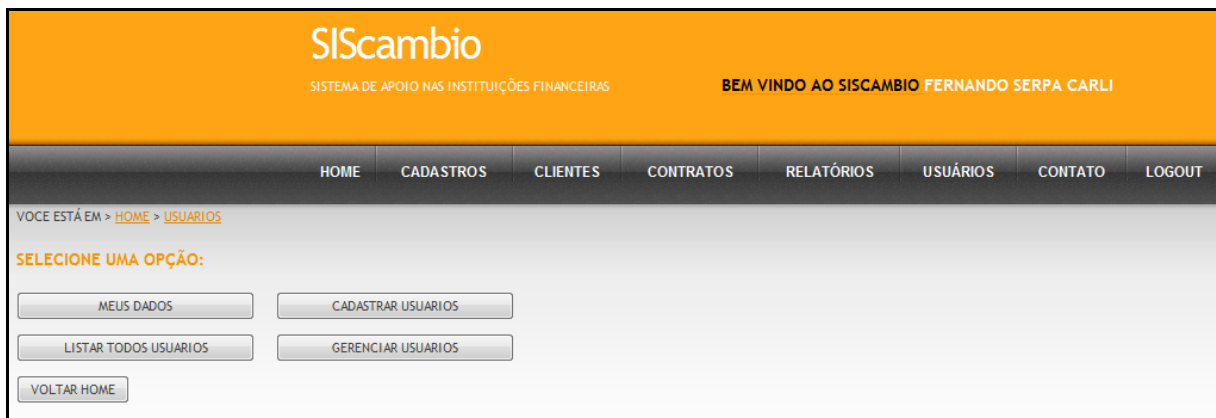 SIScambio
SISTEMA DE APOIO NAS INSTITUIÇÕES FINANCEIRAS BEM VINDO AO SISCAMBIO FERNANDO SERPA CARLI
HOME CADASTROS CLIENTES CONTRATOS RELATÓRIOS USUÁRIOS CONTATO LOGOUT
VOCE ESTÁ EM > HOME > USUARIOS
SELECIONE UMA OPÇÃO:
MEUS DADOS CADASTRAR USUARIOS
LISTAR TODOS USUARIOS GERENCIAR USUARIOS
VOLTAR HOME